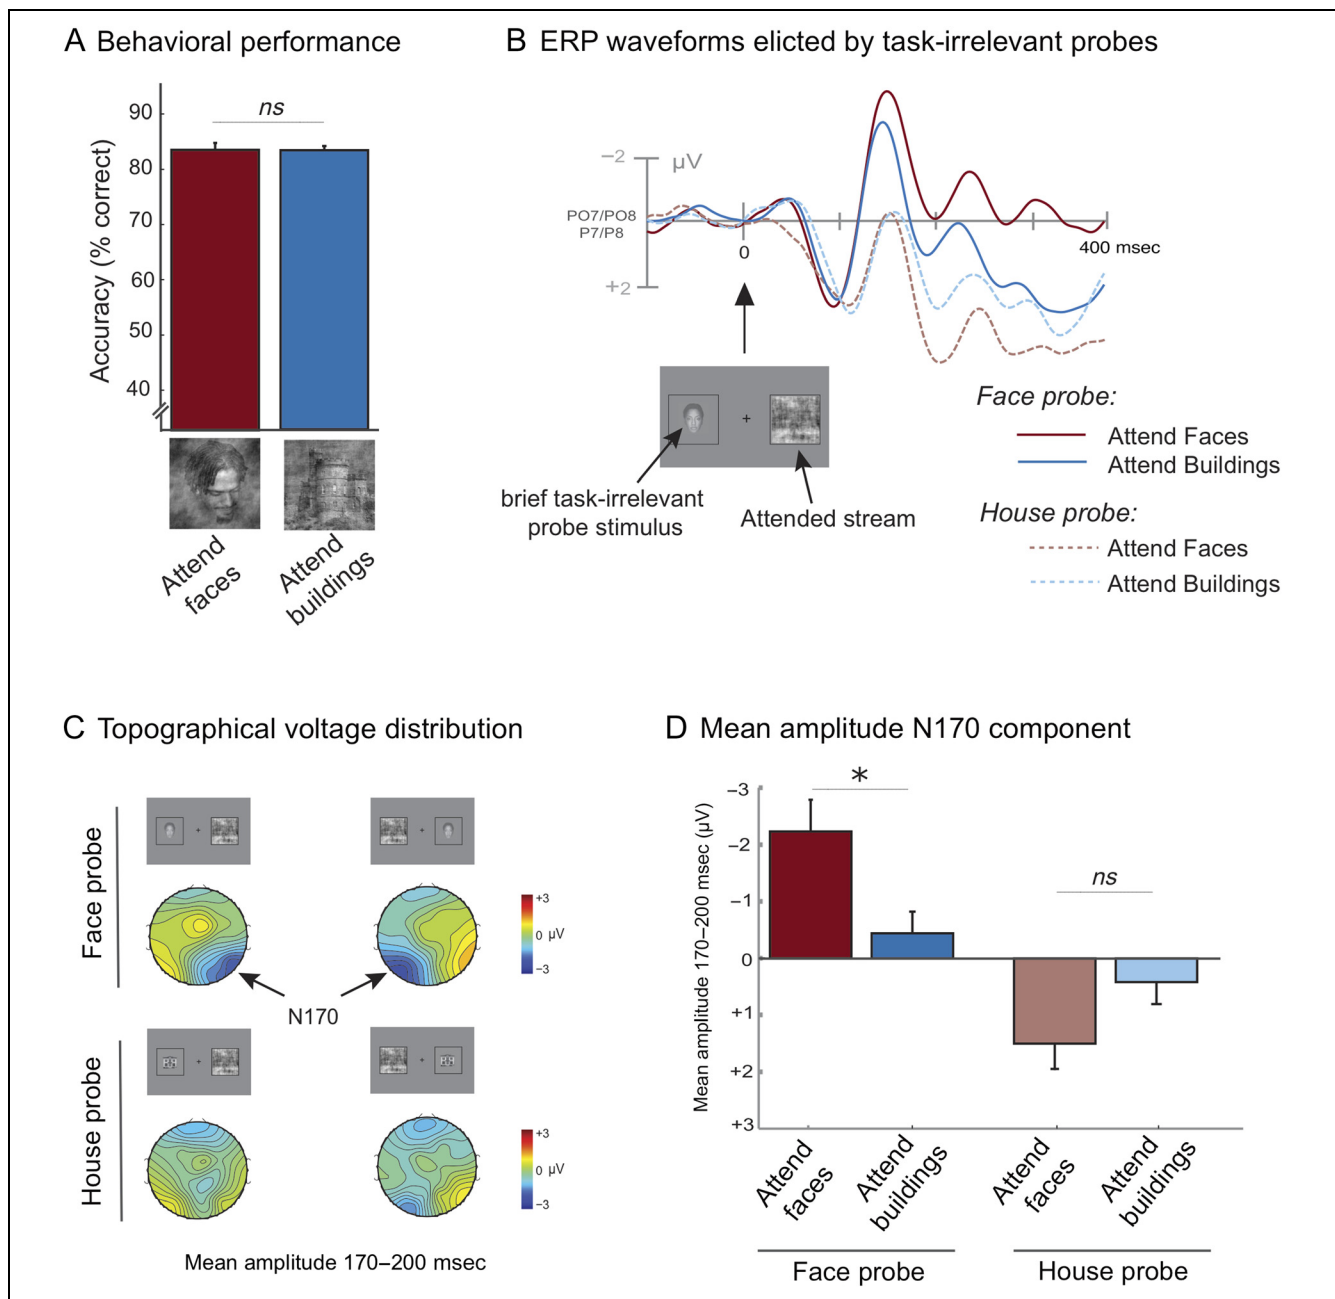 A Behavioral performance
ns
90
80
70
60
50
40
Accuracy (% correct)
Attend
faces
Attend
buildings
B ERP waveforms elicted by task-irrelevant probes
−2
µV
PO7/PO8
P7/P8
+2
0
400 msec
brief task-irrelevant
probe stimulus
Attended stream
Face probe:
Attend Faces
Attend Buildings
House probe:
Attend Faces
Attend Buildings
C Topographical voltage distribution
Face probe
+3
0 µV
−3
N170
House probe
+3
0 µV
−3
Mean amplitude 170–200 msec
D Mean amplitude N170 component
*
ns
−3
−2
−1
0
+1
+2
+3
Mean amplitude 170–200 msec (µV)
Attend
faces
Attend
buildings
Attend
faces
Attend
buildings
Face probe
House probe